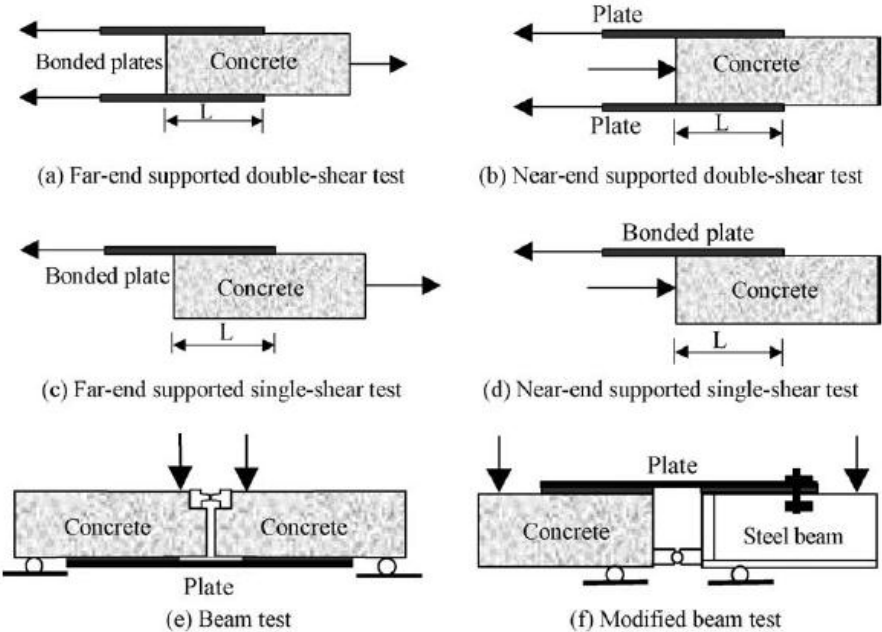 Bonded plates
Concrete
L
(a) Far-end supported double-shear test
Plate
Concrete
Plate
L
(b) Near-end supported double-shear test
Bonded plate
Concrete
L
(c) Far-end supported single-shear test
Bonded plate
Concrete
L
(d) Near-end supported single-shear test
Concrete
Concrete
Plate
(e) Beam test
Plate
Concrete
Steel beam
(f) Modified beam test